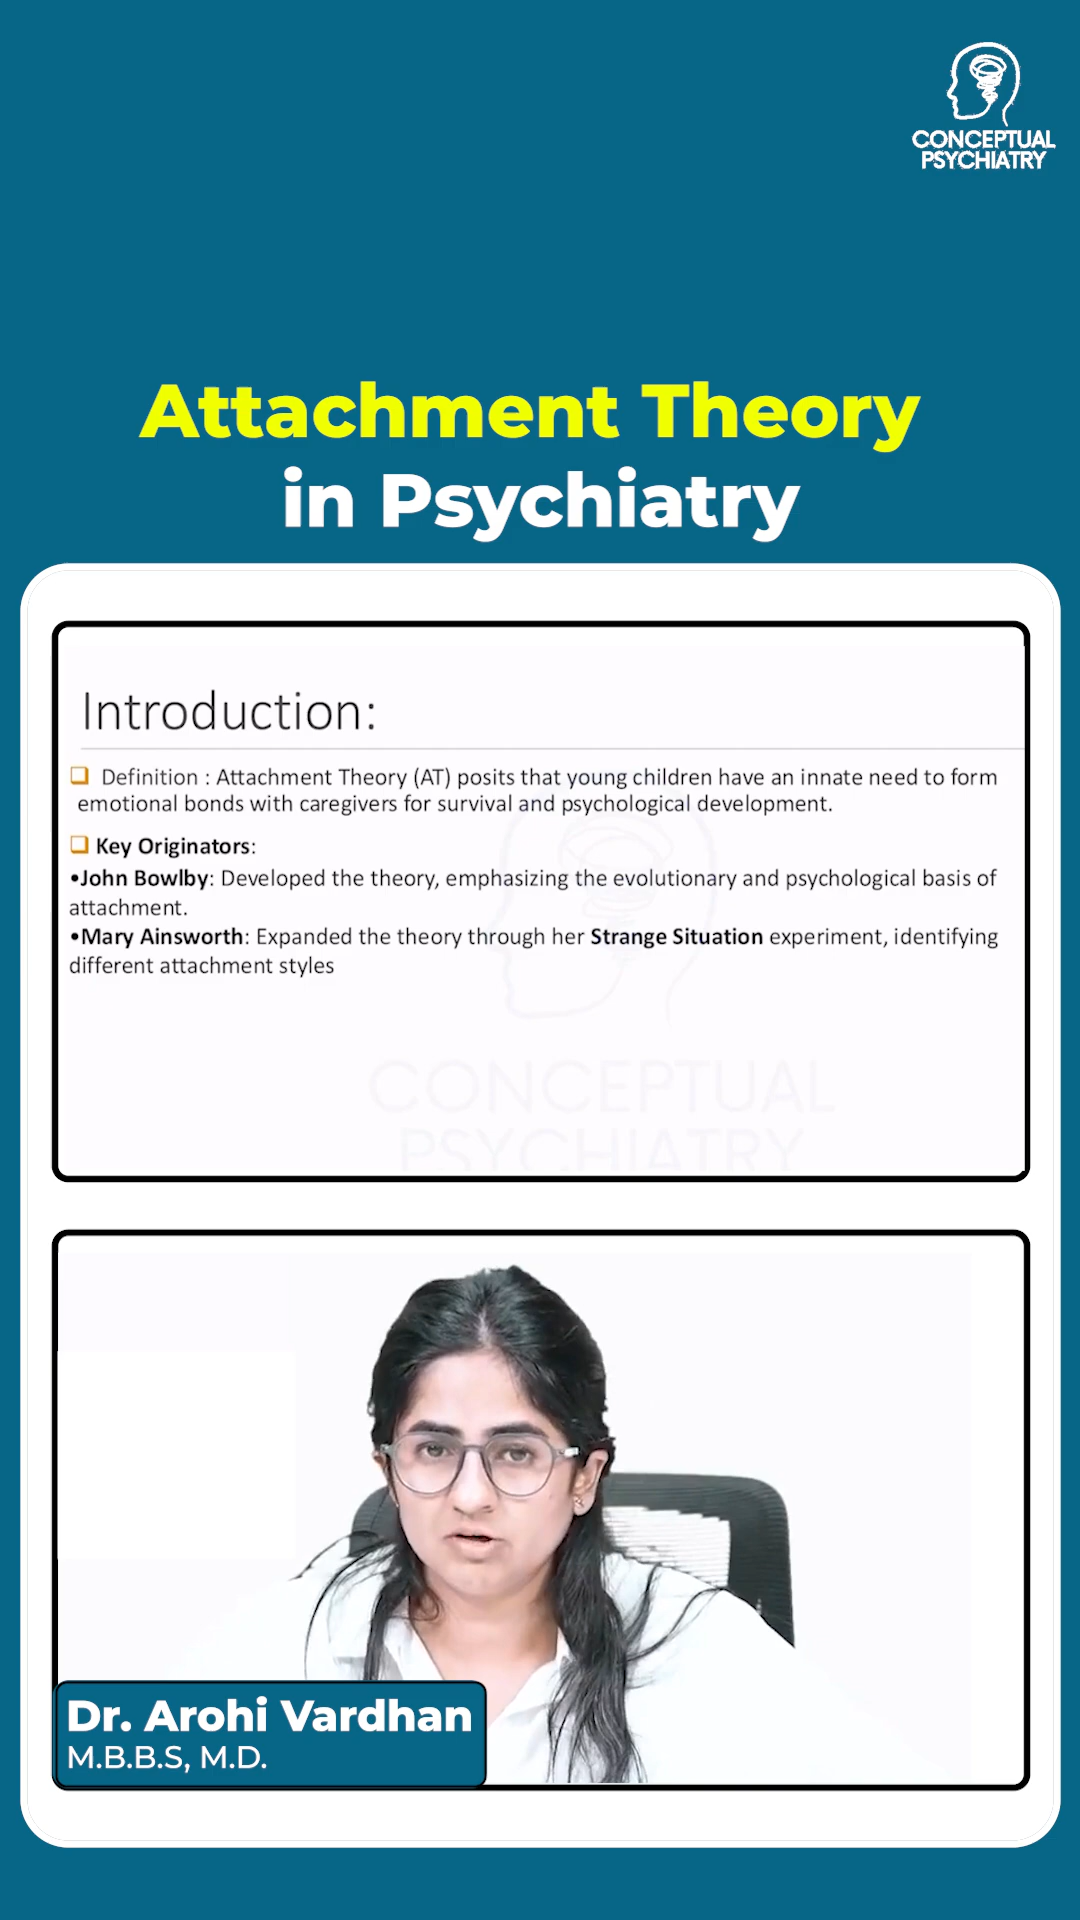 CONCEPTUAL
PSYCHIATRY
Attachment Theory
in Psychiatry
Introduction:
❑ Definition : Attachment Theory (AT) posits that young children have an innate need to form
emotional bonds with caregivers for survival and psychological development.
❑ Key Originators:
•John Bowlby: Developed the theory, emphasizing the evolutionary and psychological basis of
attachment.
•Mary Ainsworth: Expanded the theory through her Strange Situation experiment, identifying
different attachment styles
CONCEPTUAL
PSYCHIATRY
Dr. Arohi Vardhan
M.B.B.S, M.D.